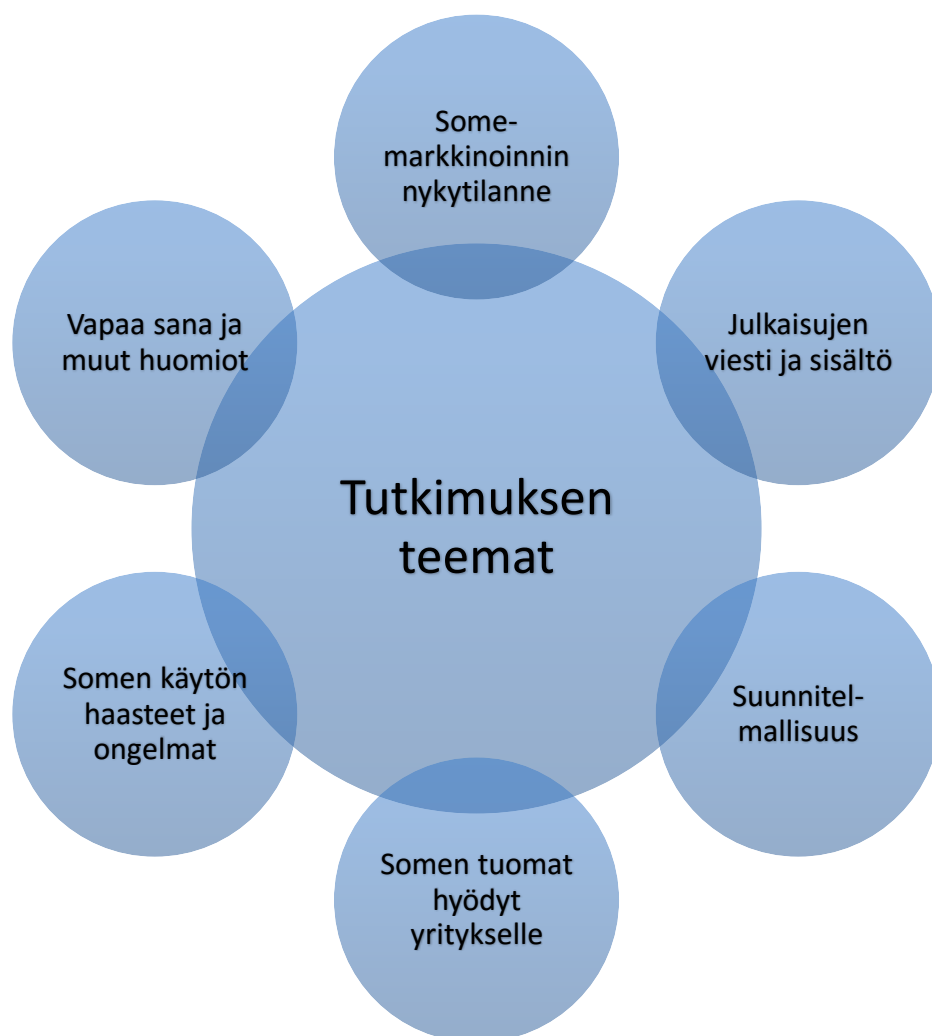 Some-
markkinoinnin
nykytilanne
Julkaisujen
viesti ja sisältö
Suunnitel-
mallisuus
Somen tuomat
hyödyt
yritykselle
Somen käytön
haasteet ja
ongelmat
Vapaa sana ja
muut huomiot
Tutkimuksen
teemat